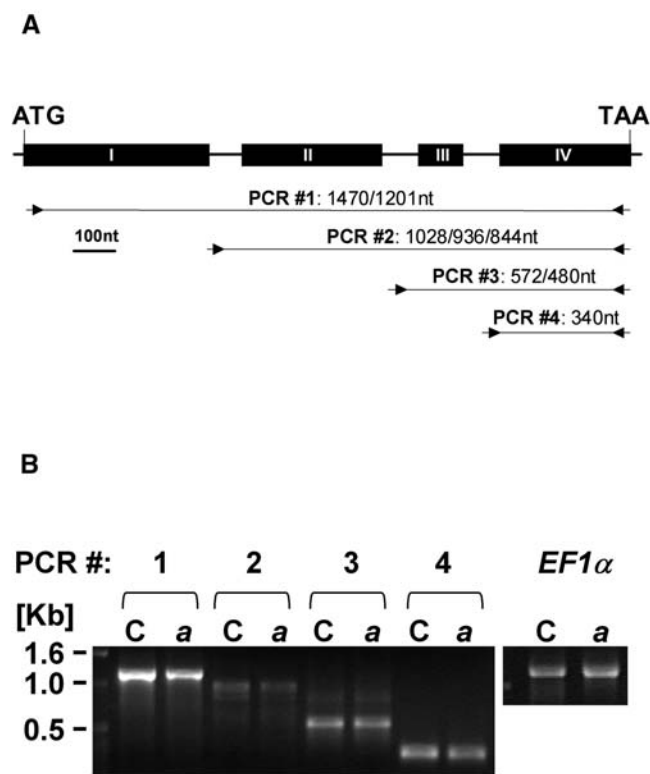 A
ATG TAA
I II III IV
PCR #1: 1470/1201nt
100nt
PCR #2: 1028/936/844nt
PCR #3: 572/480nt
PCR #4: 340nt
B
PCR #: 1 2 3 4 EF1α
[Kb] C a C a C a C a C a
1.6
1.0
0.5